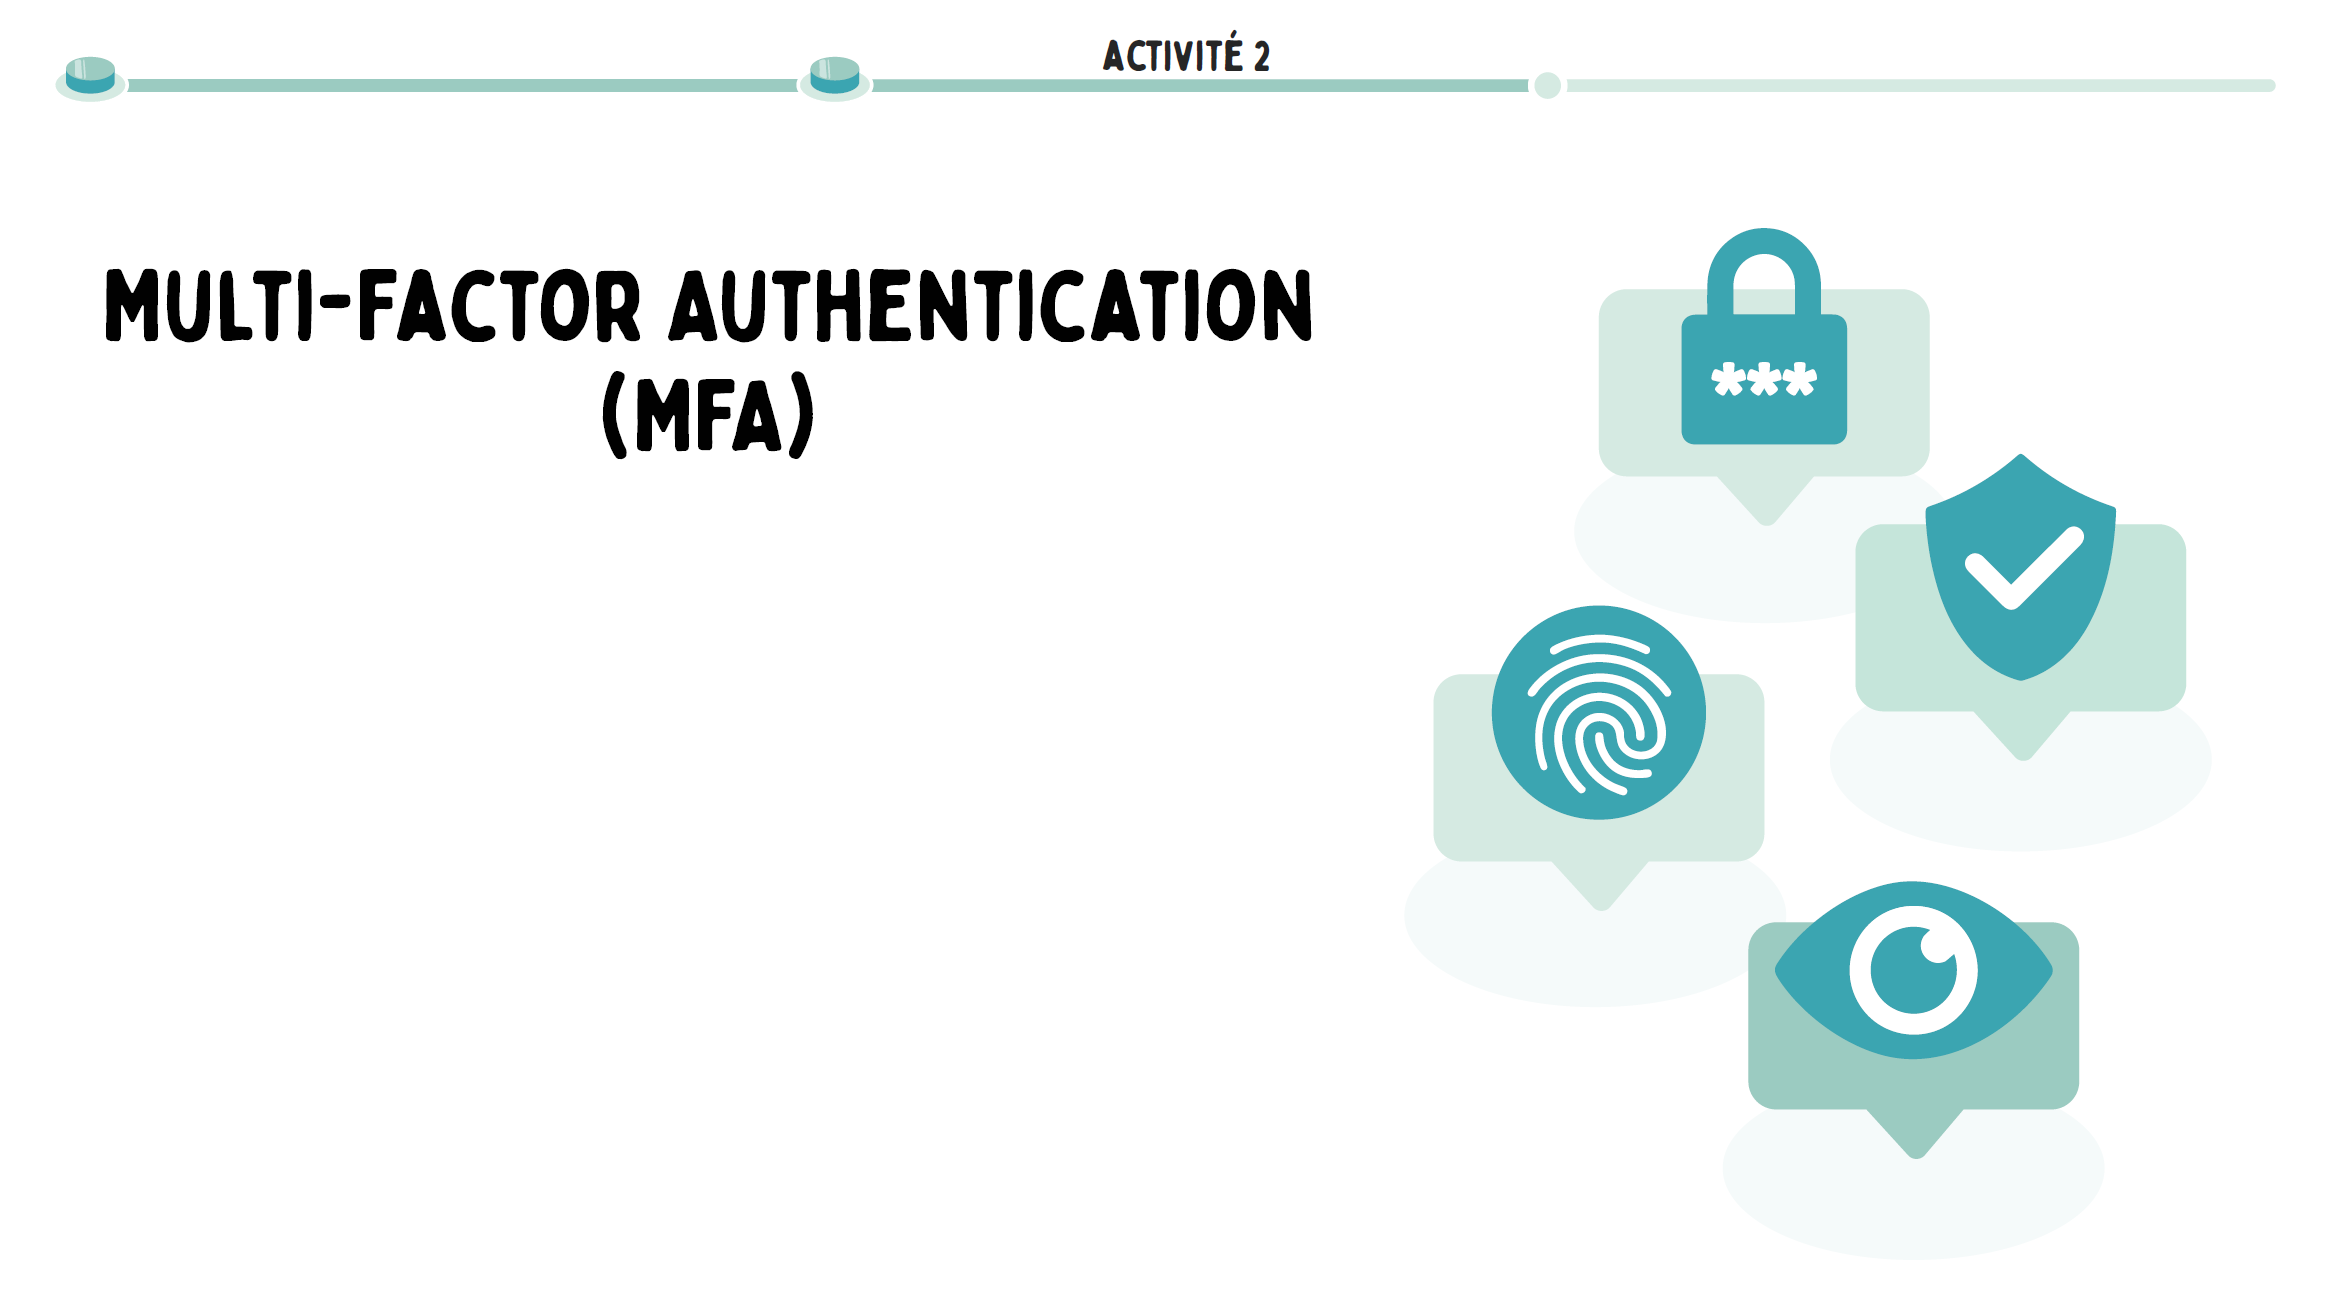 ACTIVITÉ 2
MULTI-FACTOR AUTHENTICATION
(MFA)
***